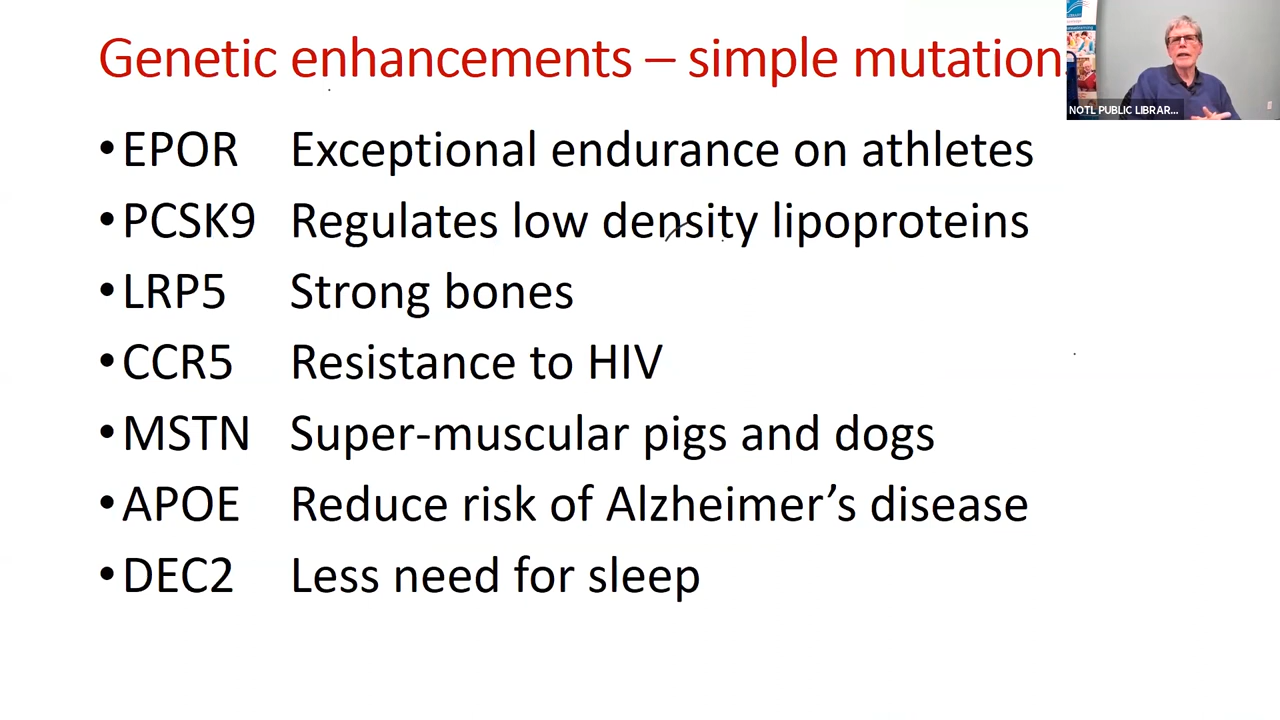 Genetic enhancements – simple mutation
NOTL PUBLIC LIBRAR...
• EPOR Exceptional endurance on athletes
• PCSK9 Regulates low density lipoproteins
• LRP5 Strong bones
• CCR5 Resistance to HIV
• MSTN Super-muscular pigs and dogs
• APOE Reduce risk of Alzheimer’s disease
• DEC2 Less need for sleep